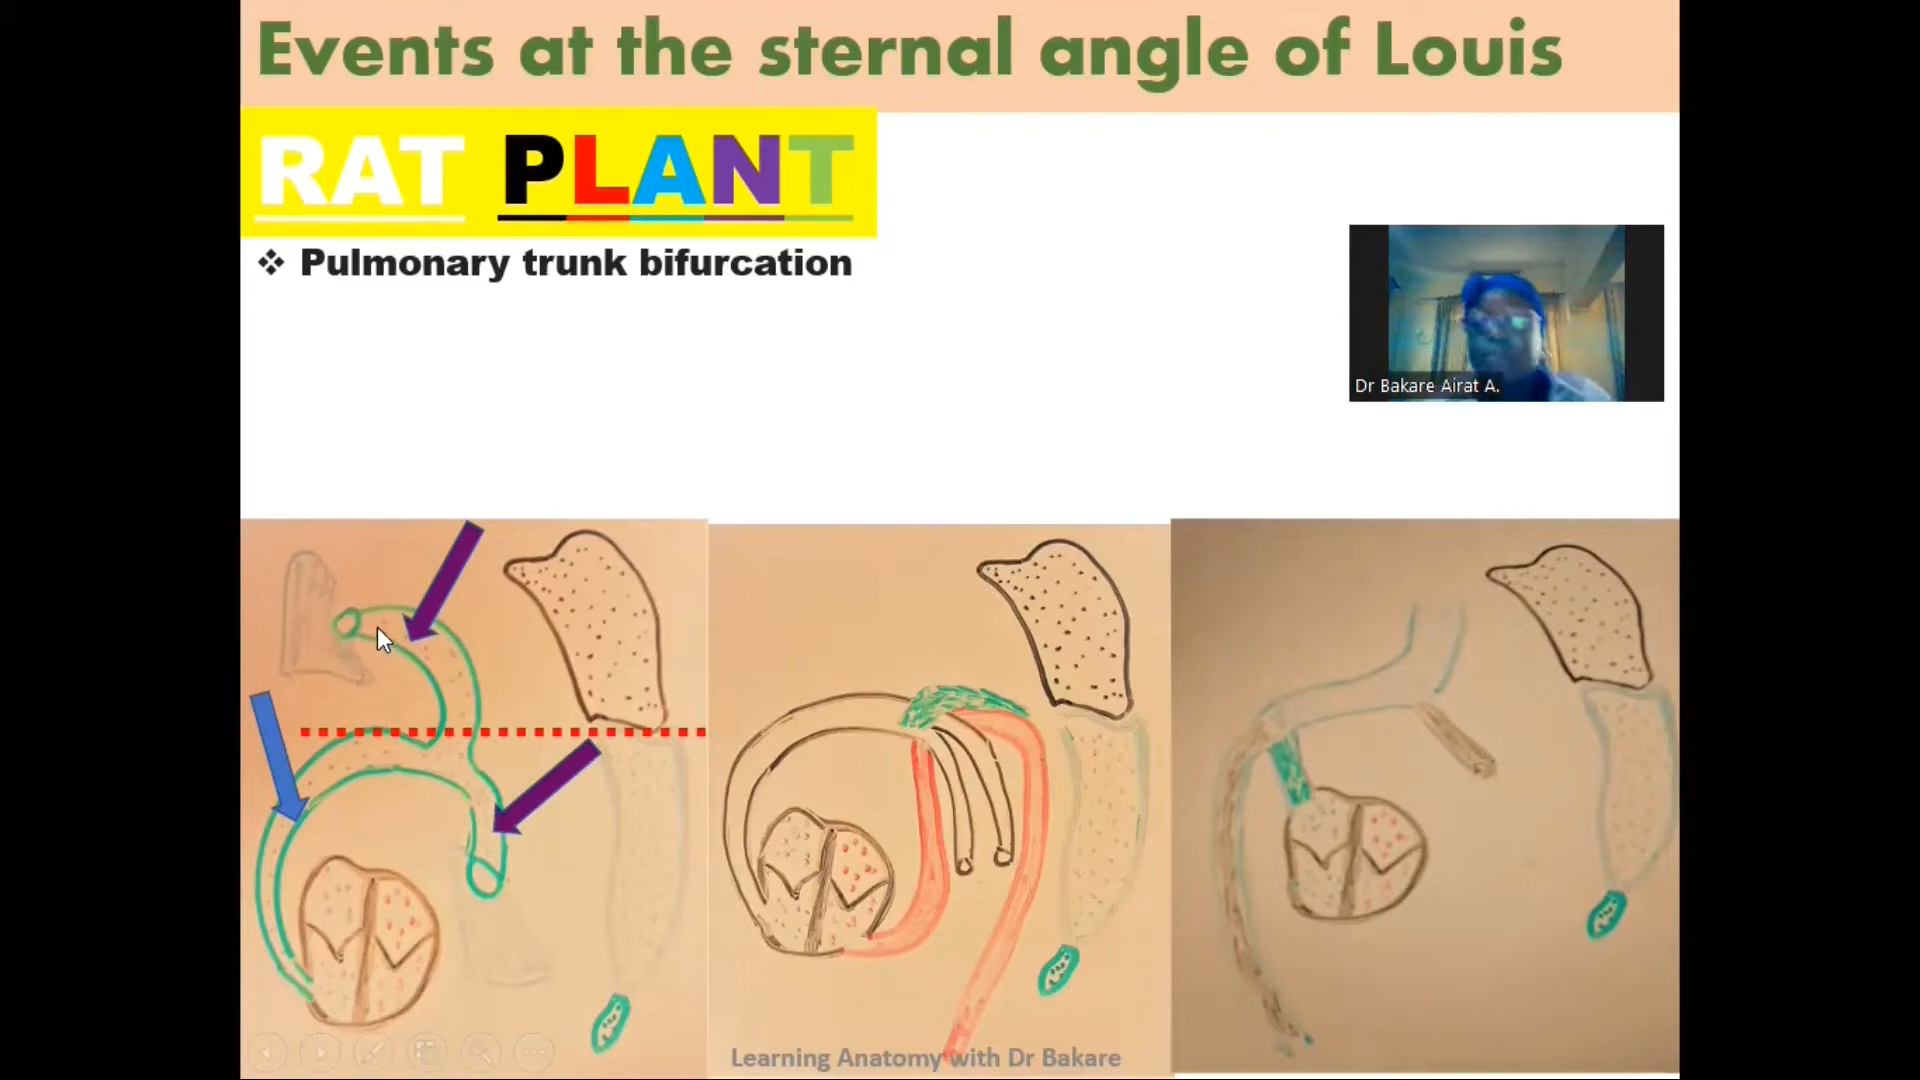 Events at the sternal angle of Louis
RAT PLANT
❖ Pulmonary trunk bifurcation
Dr Bakare Airat A.
Learning Anatomy with Dr Bakare